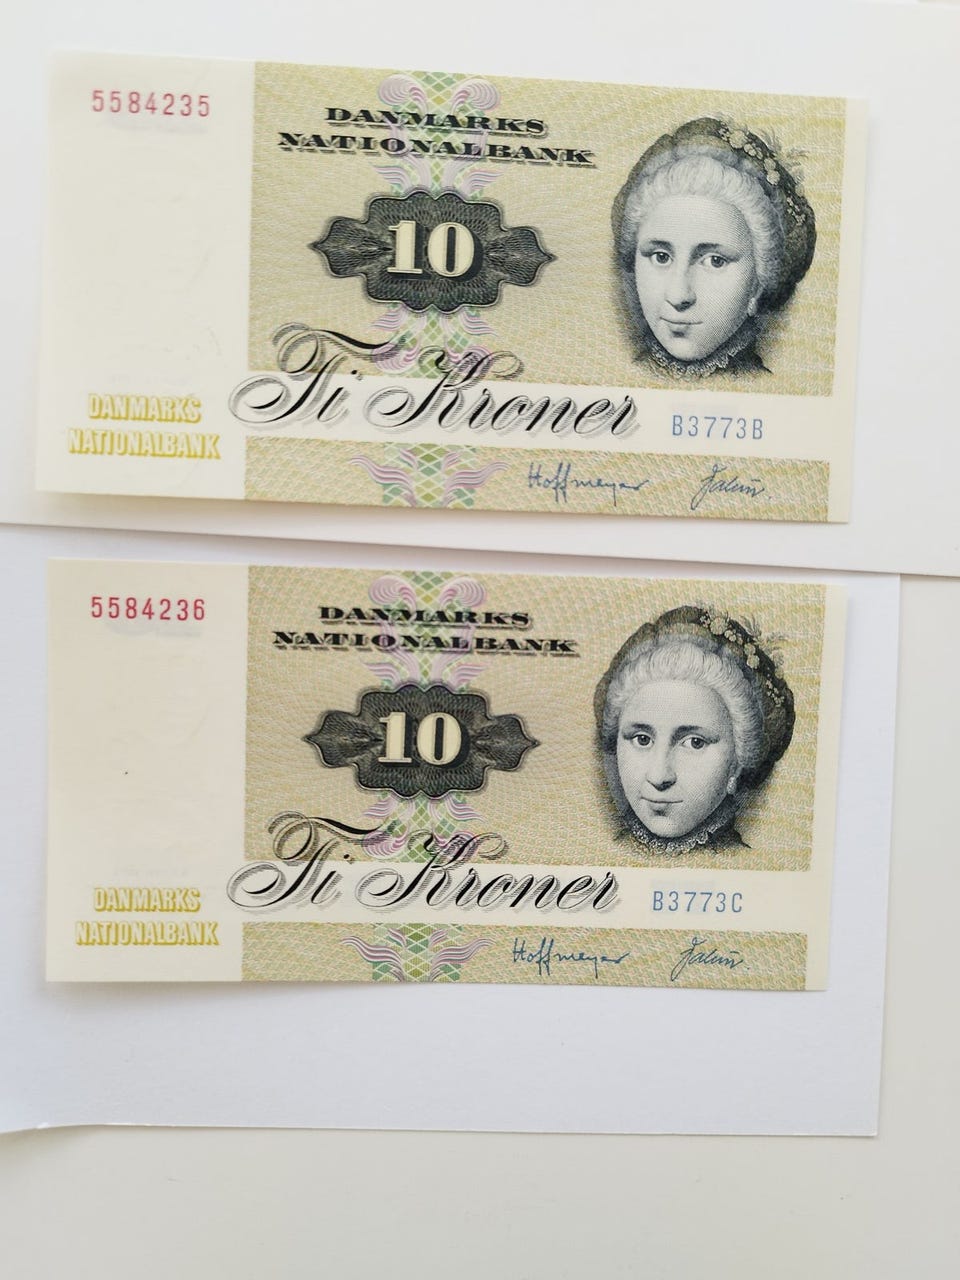 5584235
DANMARKS
NATIONALBANK
10
Ti Kroner
B3773B
DANMARKS
NATIONALBANK
Hoffmeyer
5584236
DANMARKS
NATIONALBANK
10
Ti Kroner
B3773C
DANMARKS
NATIONALBANK
Hoffmeyer